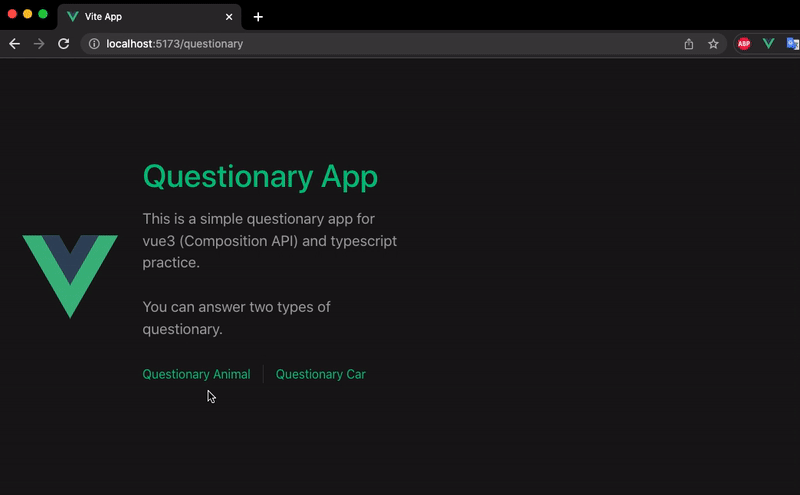 Vite App
localhost:5173/questionary
ABP
Questionary App
This is a simple questionary app for
vue3 (Composition API) and typescript
practice.
You can answer two types of
questionary.
Questionary Animal
Questionary Car